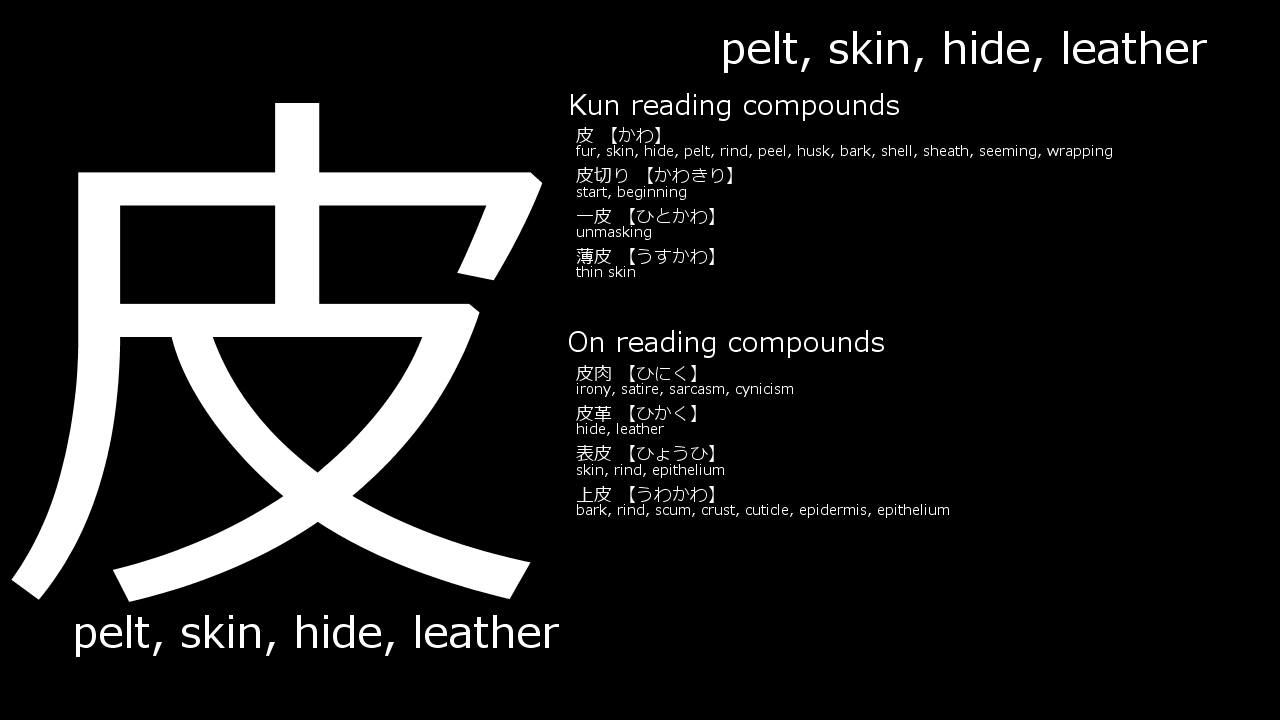 皮
pelt, skin, hide, leather
pelt, skin, hide, leather
Kun reading compounds
皮 【かわ】
fur, skin, hide, pelt, rind, peel, husk, bark, shell, sheath, seeming, wrapping
皮切り 【かわきり】
start, beginning
一皮 【ひとかわ】
unmasking
薄皮 【うすかわ】
thin skin
On reading compounds
皮肉 【ひにく】
irony, satire, sarcasm, cynicism
皮革 【ひかく】
hide, leather
表皮 【ひょうひ】
skin, rind, epithelium
上皮 【うわかわ】
bark, rind, scum, crust, cuticle, epidermis, epithelium